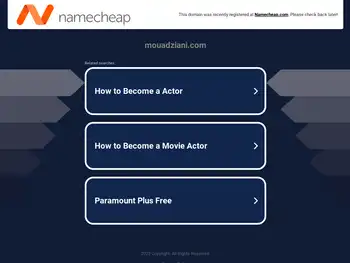 namecheap
This domain was recently registered at Namecheap.com. Please check back later!
mouadziani.com
Related searches
How to Become a Actor
How to Become a Movie Actor
Paramount Plus Free
Copyright. All Rights Reserved